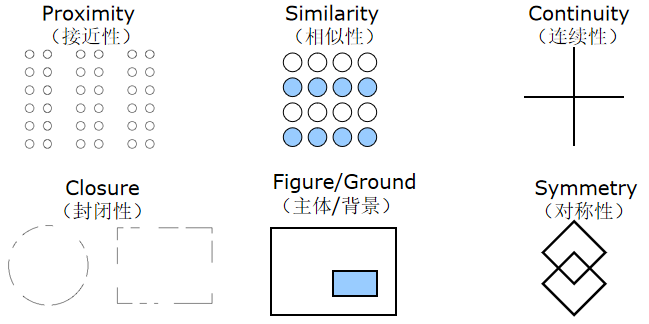 Proximity
（接近性）
Similarity
（相似性）
Continuity
（连续性）
Closure
（封闭性）
Figure/Ground
（主体/背景）
Symmetry
（对称性）